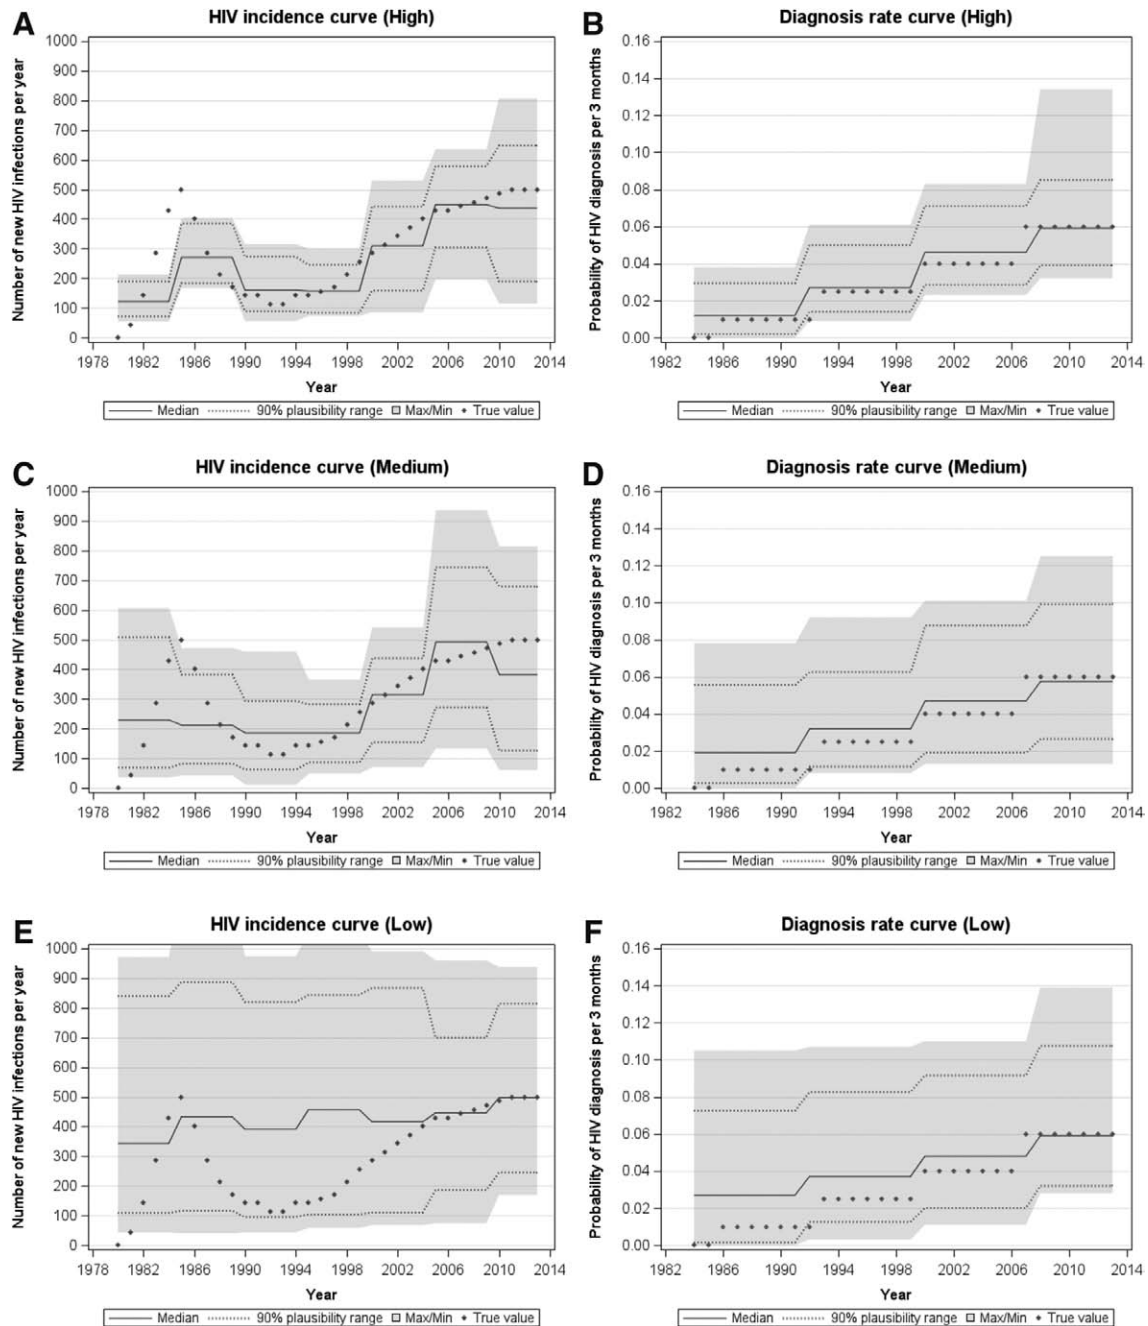 A
HIV incidence curve (High)
Number of new HIV infections per year
1000
900
800
700
600
500
400
300
200
100
0
1978 1982 1986 1990 1994 1998 2002 2006 2010 2014
Year
Median 90% plausibility range Max/Min True value
B
Diagnosis rate curve (High)
Probability of HIV diagnosis per 3 months
0.16
0.14
0.12
0.10
0.08
0.06
0.04
0.02
0.00
1982 1986 1990 1994 1998 2002 2006 2010 2014
Year
Median 90% plausibility range Max/Min True value
C
HIV incidence curve (Medium)
Number of new HIV infections per year
1000
900
800
700
600
500
400
300
200
100
0
1978 1982 1986 1990 1994 1998 2002 2006 2010 2014
Year
Median 90% plausibility range Max/Min True value
D
Diagnosis rate curve (Medium)
Probability of HIV diagnosis per 3 months
0.16
0.14
0.12
0.10
0.08
0.06
0.04
0.02
0.00
1982 1986 1990 1994 1998 2002 2006 2010 2014
Year
Median 90% plausibility range Max/Min True value
E
HIV incidence curve (Low)
Number of new HIV infections per year
1000
900
800
700
600
500
400
300
200
100
0
1978 1982 1986 1990 1994 1998 2002 2006 2010 2014
Year
Median 90% plausibility range Max/Min True value
F
Diagnosis rate curve (Low)
Probability of HIV diagnosis per 3 months
0.16
0.14
0.12
0.10
0.08
0.06
0.04
0.02
0.00
1982 1986 1990 1994 1998 2002 2006 2010 2014
Year
Median 90% plausibility range Max/Min True value